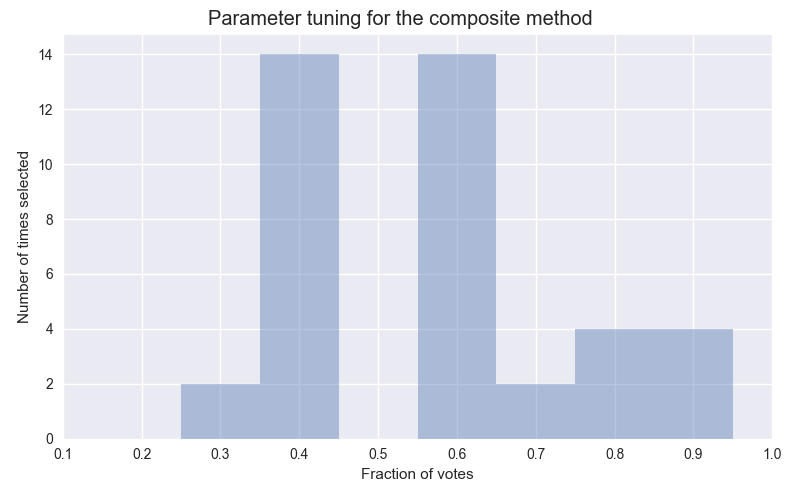 Parameter tuning for the composite method
14
12
10
8
6
4
2
0
Number of times selected
0.1 0.2 0.3 0.4 0.5 0.6 0.7 0.8 0.9 1.0
Fraction of votes